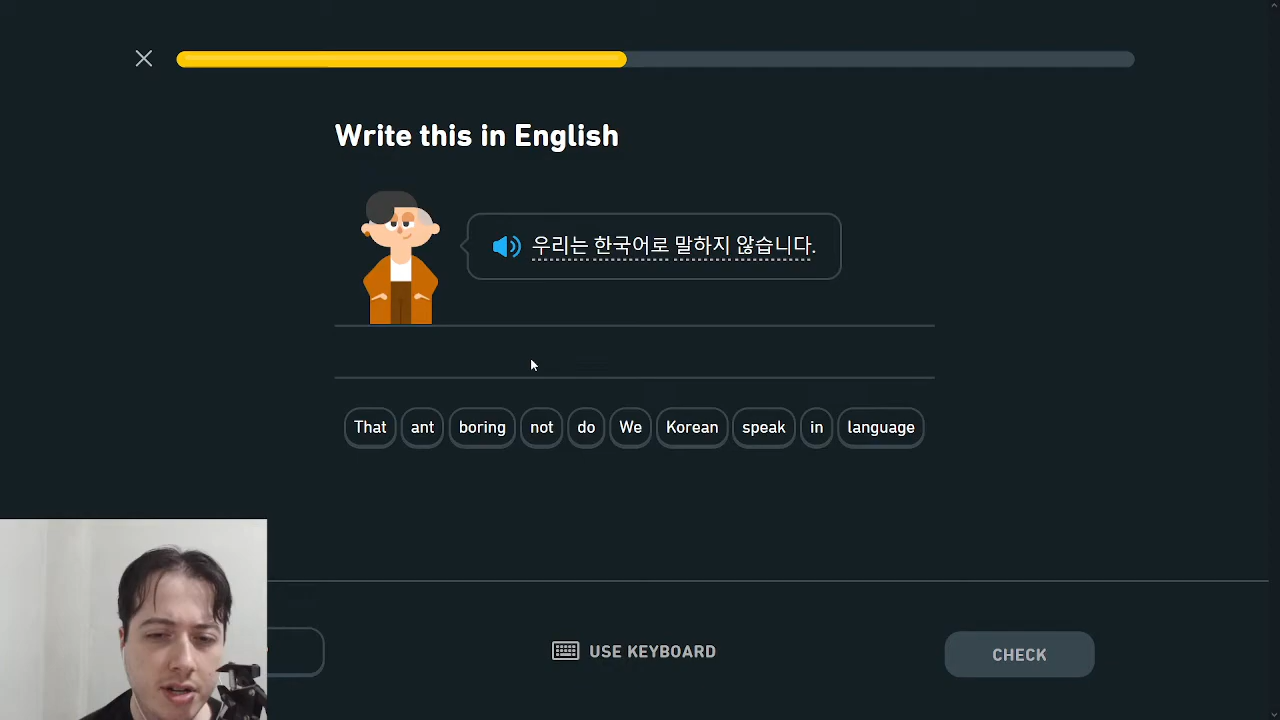 Write this in English
우리는 한국어로 말하지 않습니다.
That ant boring not do We Korean speak in language
USE KEYBOARD
CHECK